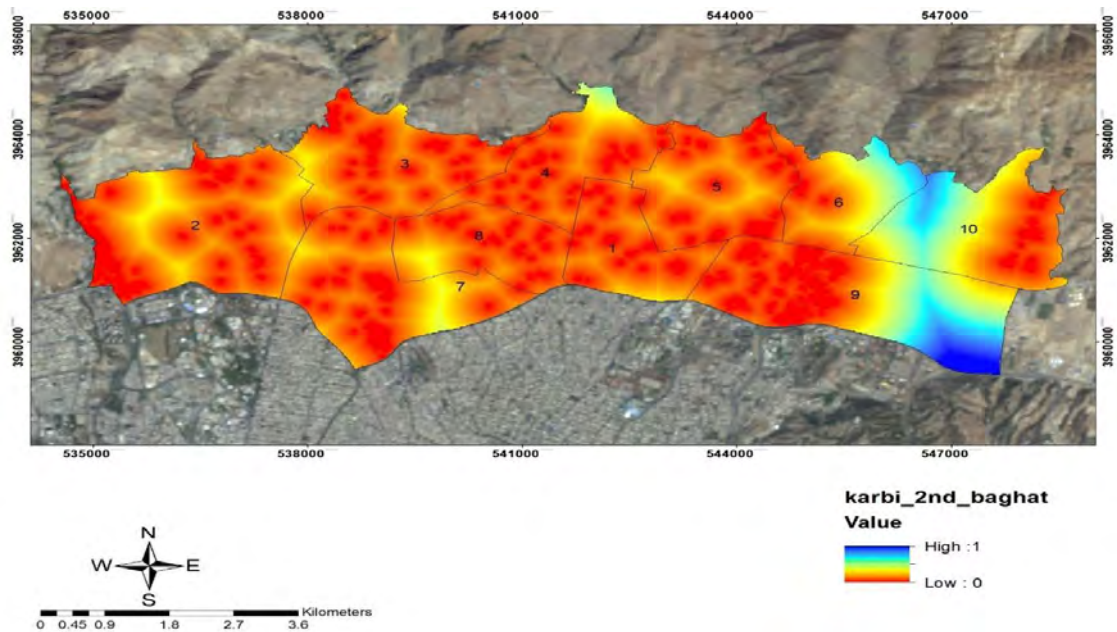 535000 538000 541000 544000 547000
3966000 3966000
3964000 3964000
3 4 5 6
2 8 1 10
3962000 3962000
7 9
3960000 3960000
535000 538000 541000 544000 547000
karbi_2nd_baghat
Value
High : 1
Low : 0
N
W E
S
Kilometers
0 0.45 0.9 1.8 2.7 3.6